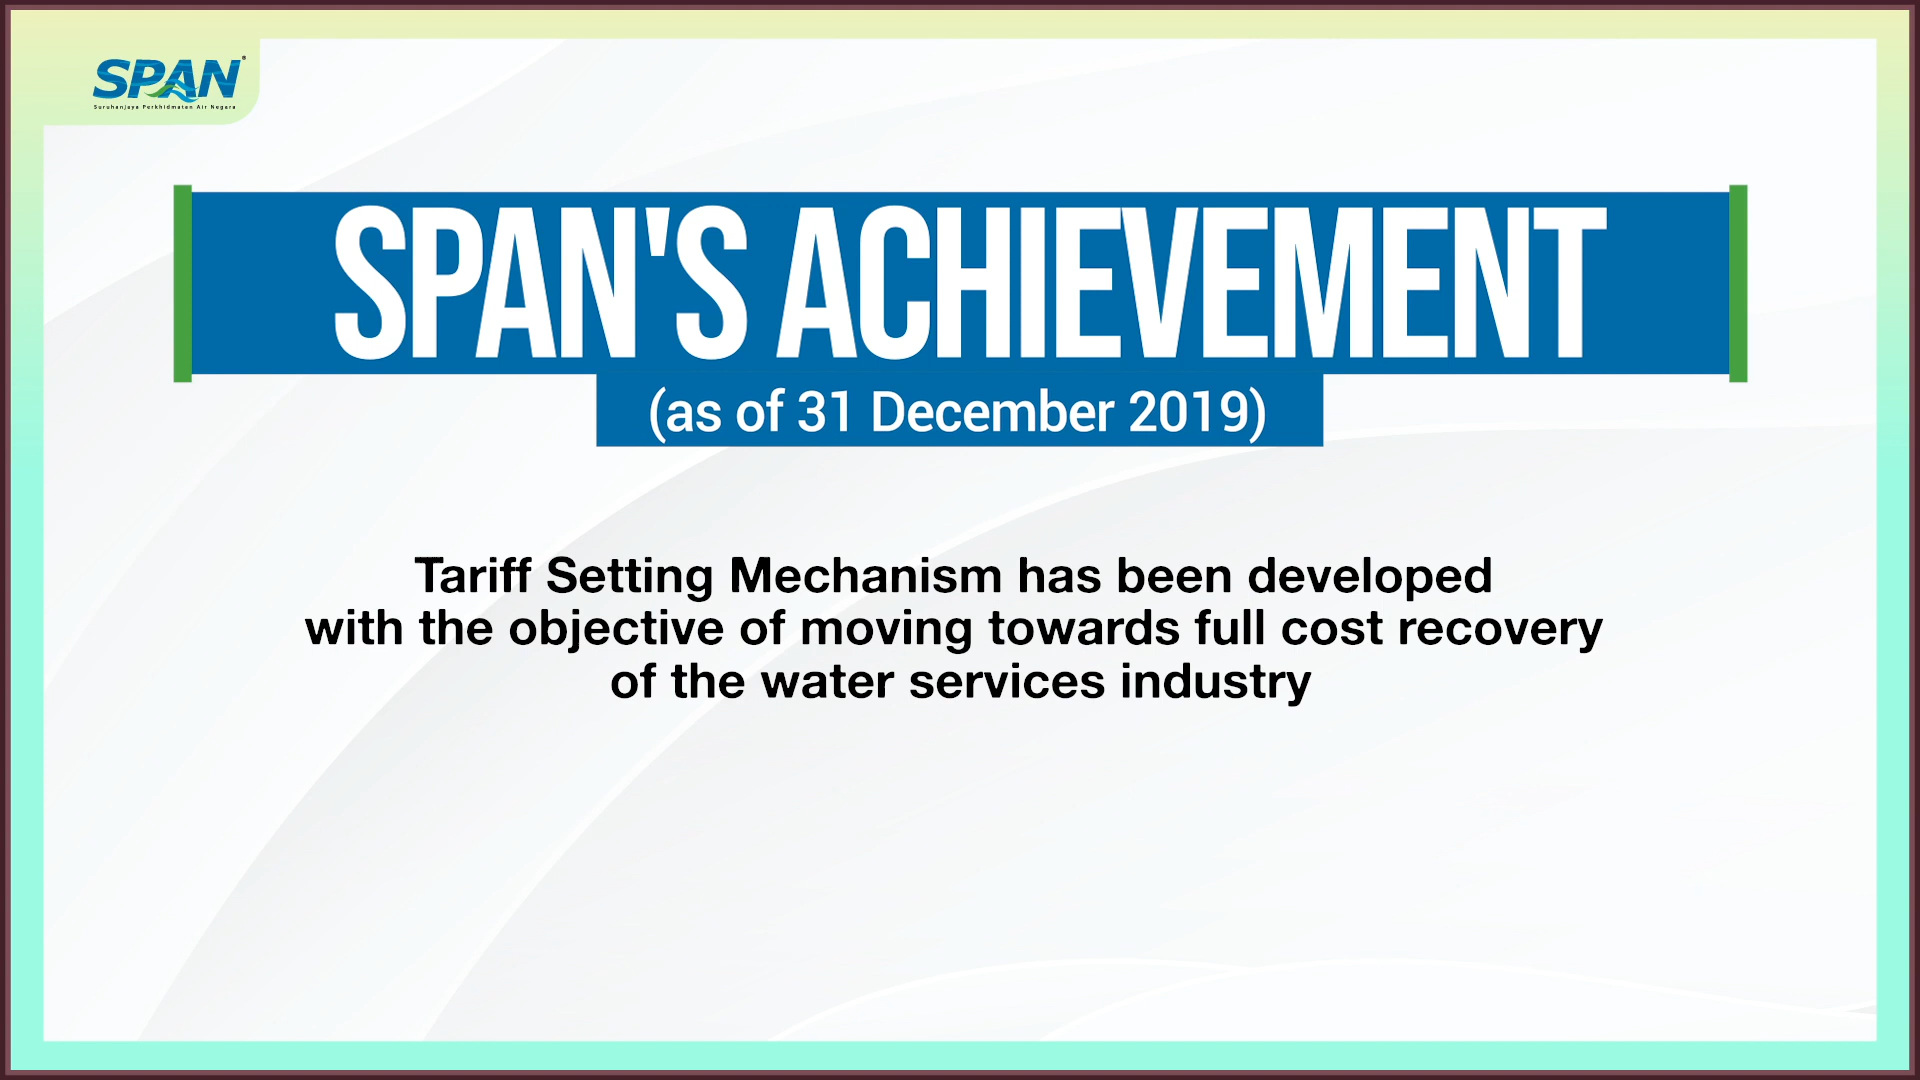 SPAN®
Suruhanjaya Perkhidmatan Air Negara
SPAN'S ACHIEVEMENT
(as of 31 December 2019)
Tariff Setting Mechanism has been developed
with the objective of moving towards full cost recovery
of the water services industry